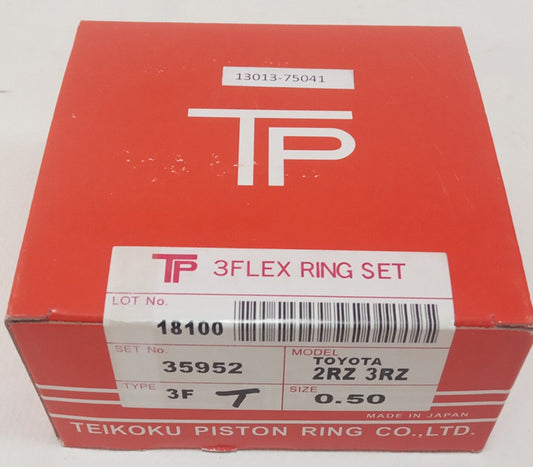 13013-75041
TP
TP 3FLEX RING SET
LOT No.
18100
SET No.
35952
MODEL
TOYOTA
2RZ 3RZ
TYPE
3F T
SIZE
0.50
MADE IN JAPAN
TEIKOKU PISTON RING CO.,LTD.